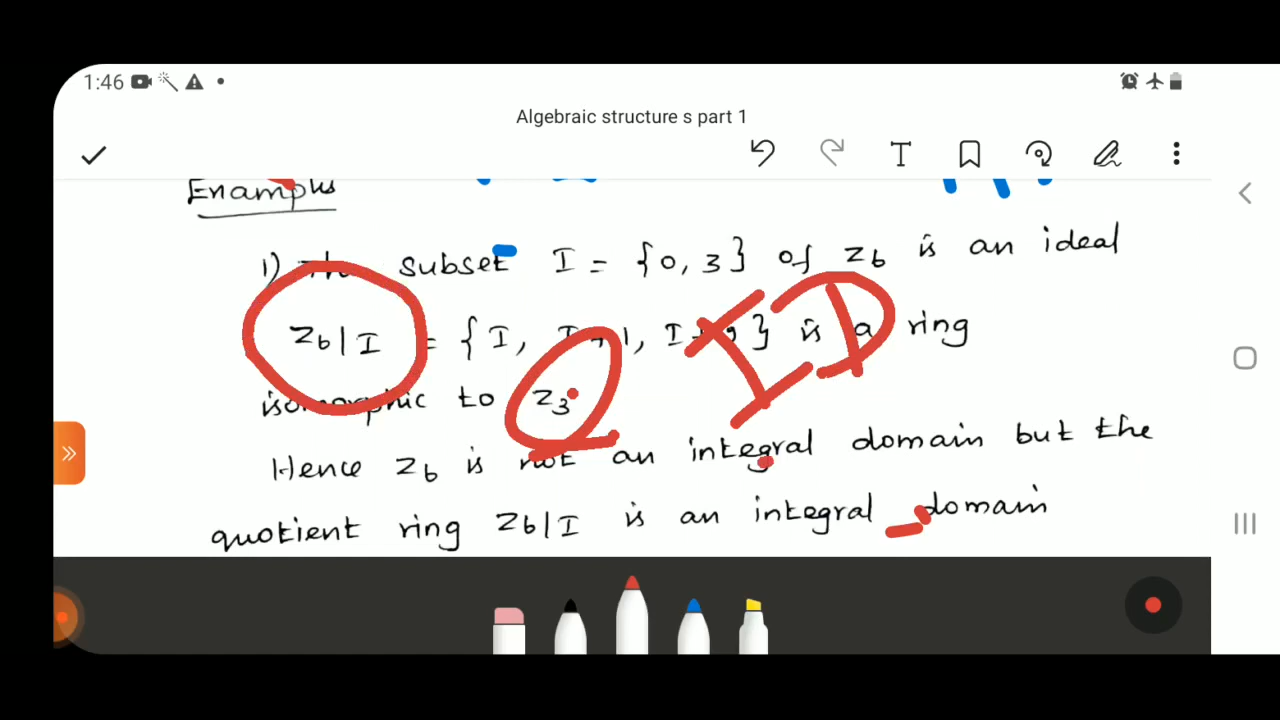 1:46
Algebraic structure s part 1
T
Examples
1) The subset I = {0, 3} of Z6 is an ideal
Z6 | I = {I, I+1, I+2} is a ring
ID
isomorphic to Z3
Hence Z6 is not an integral domain but the
quotient ring Z6 | I is an integral domain